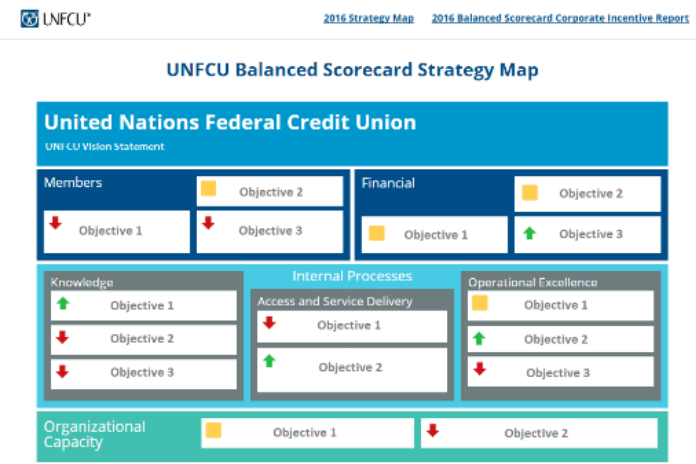 UNFCU
2016 Strategy Map 2016 Balanced Scorecard Corporate Incentive Report
UNFCU Balanced Scorecard Strategy Map
United Nations Federal Credit Union
UNFCU Vision Statement
Members
Objective 2
Objective 1
Objective 3
Financial
Objective 2
Objective 1
Objective 3
Internal Processes
Knowledge
Objective 1
Objective 2
Objective 3
Access and Service Delivery
Objective 1
Objective 2
Operational Excellence
Objective 1
Objective 2
Objective 3
Organizational
Capacity
Objective 1
Objective 2